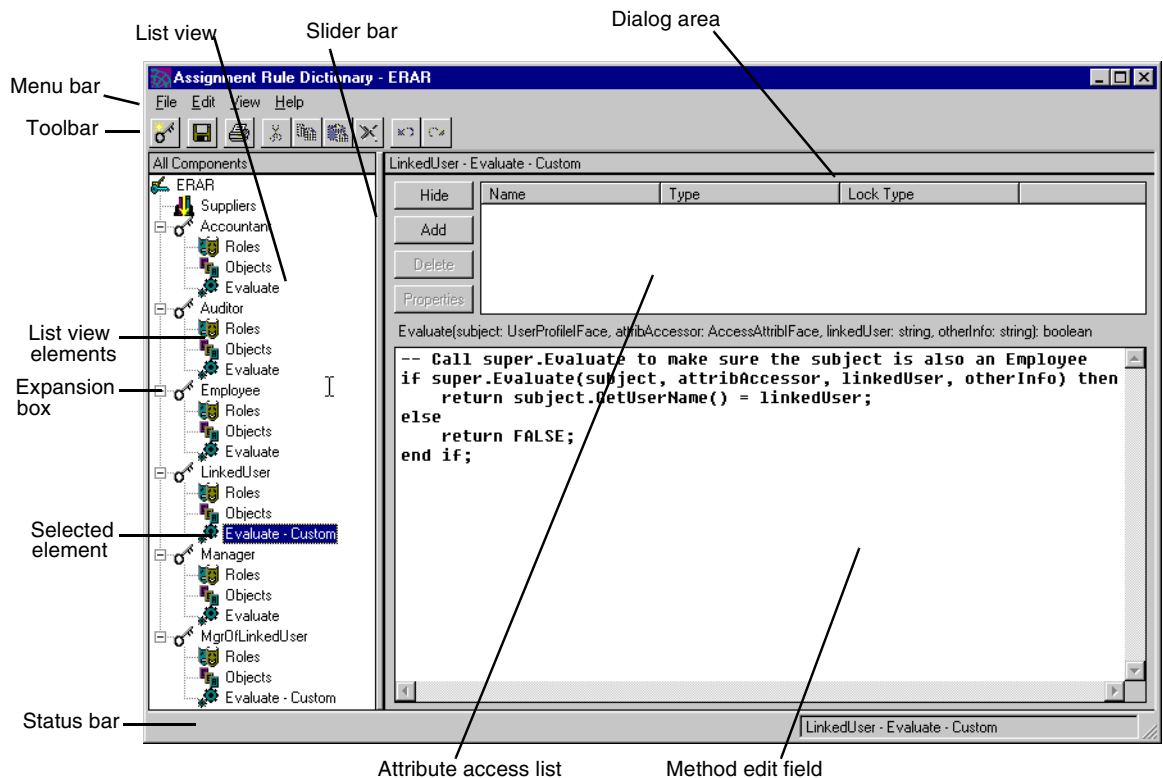 Dialog area
List view
Slider bar
Assignment Rule Dictionary - ERAR
Menu bar
File Edit View Help
Toolbar
All Components
LinkedUser - Evaluate - Custom
ERAR
Suppliers
Accountant
Roles
Objects
Evaluate
Auditor
Roles
Objects
Evaluate
Employee
Roles
Objects
Evaluate
LinkedUser
Roles
Objects
Evaluate - Custom
Manager
Roles
Objects
Evaluate
MgrOfLinkedUser
Roles
Objects
Evaluate - Custom
List view
elements
Expansion
box
Selected
element
Status bar
Hide
Add
Delete
Properties
Name Type Lock Type
Evaluate(subject: UserProfileIFace, attribAccessor: AccessAttribIFace, linkedUser: string, otherInfo: string): boolean
-- Call super.Evaluate to make sure the subject is also an Employee
if super.Evaluate(subject, attribAccessor, linkedUser, otherInfo) then
return subject.GetUserName() = linkedUser;
else
return FALSE;
end if;
LinkedUser - Evaluate - Custom
Attribute access list
Method edit field